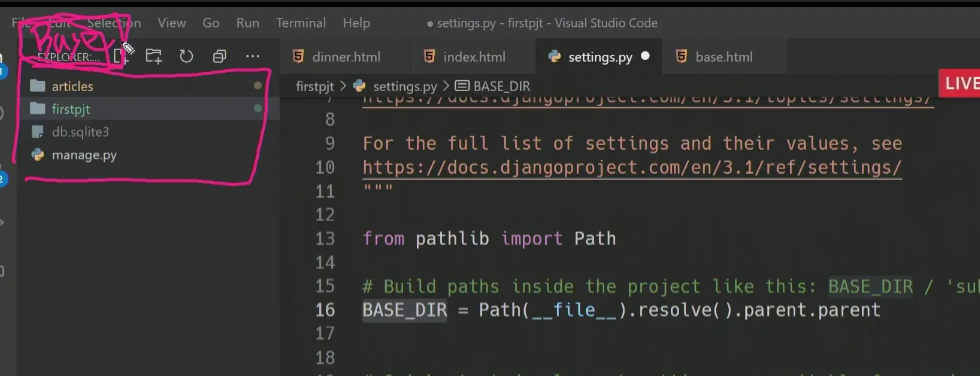 File Edit Selection View Go Run Terminal Help ● settings.py - firstpjt - Visual Studio Code
Base
EXPLORER:... dinner.html index.html settings.py ● base.html
firstpjt > settings.py > BASE_DIR
LIVE
articles
firstpjt
db.sqlite3
manage.py
7 https://docs.djangoproject.com/en/3.1/topics/settings/
8
9 For the full list of settings and their values, see
10 https://docs.djangoproject.com/en/3.1/ref/settings/
11 """
12
13 from pathlib import Path
14
15 # Build paths inside the project like this: BASE_DIR / 'su
16 BASE_DIR = Path(__file__).resolve().parent.parent
17
18